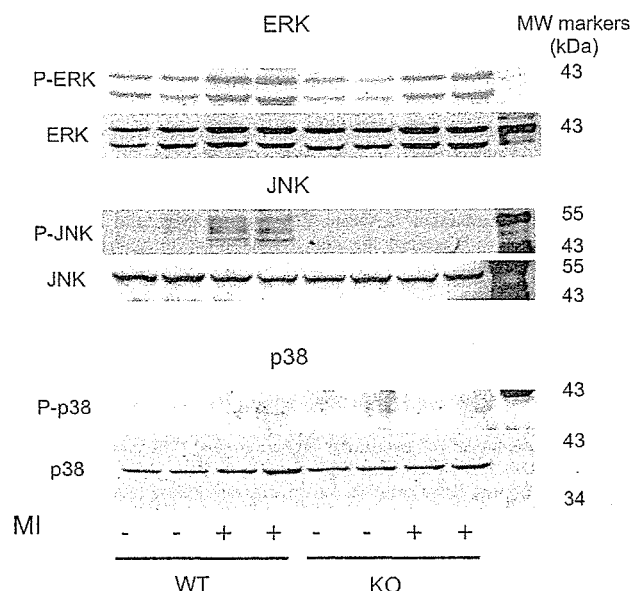 ERK
MW markers
(kDa)
P-ERK
43
ERK
43
JNK
P-JNK
55
43
JNK
55
43
p38
P-p38
43
p38
43
34
MI - - + + - - + +
WT KO